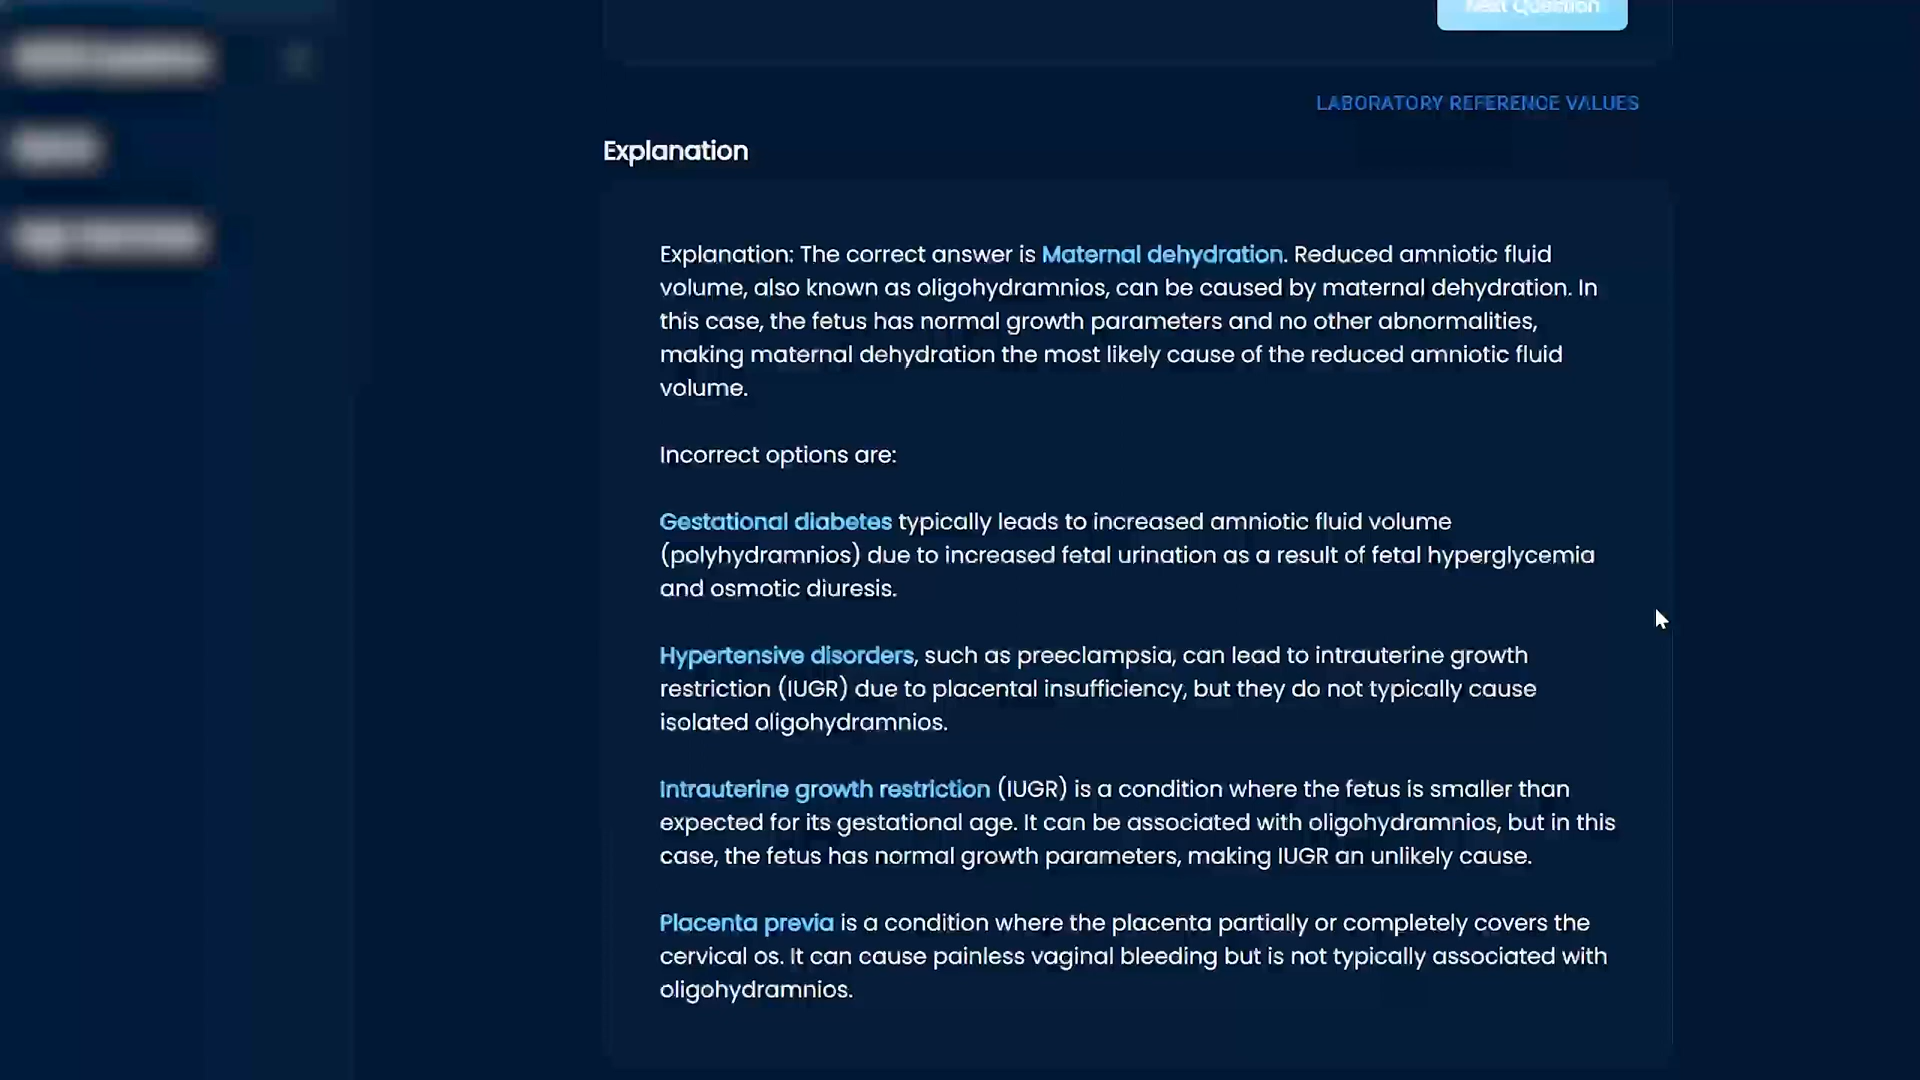 Next Question
LABORATORY REFERENCE VALUES
Explanation
Explanation: The correct answer is Maternal dehydration. Reduced amniotic fluid
volume, also known as oligohydramnios, can be caused by maternal dehydration. In
this case, the fetus has normal growth parameters and no other abnormalities,
making maternal dehydration the most likely cause of the reduced amniotic fluid
volume.
Incorrect options are:
Gestational diabetes typically leads to increased amniotic fluid volume
(polyhydramnios) due to increased fetal urination as a result of fetal hyperglycemia
and osmotic diuresis.
Hypertensive disorders, such as preeclampsia, can lead to intrauterine growth
restriction (IUGR) due to placental insufficiency, but they do not typically cause
isolated oligohydramnios.
Intrauterine growth restriction (IUGR) is a condition where the fetus is smaller than
expected for its gestational age. It can be associated with oligohydramnios, but in this
case, the fetus has normal growth parameters, making IUGR an unlikely cause.
Placenta previa is a condition where the placenta partially or completely covers the
cervical os. It can cause painless vaginal bleeding but is not typically associated with
oligohydramnios.